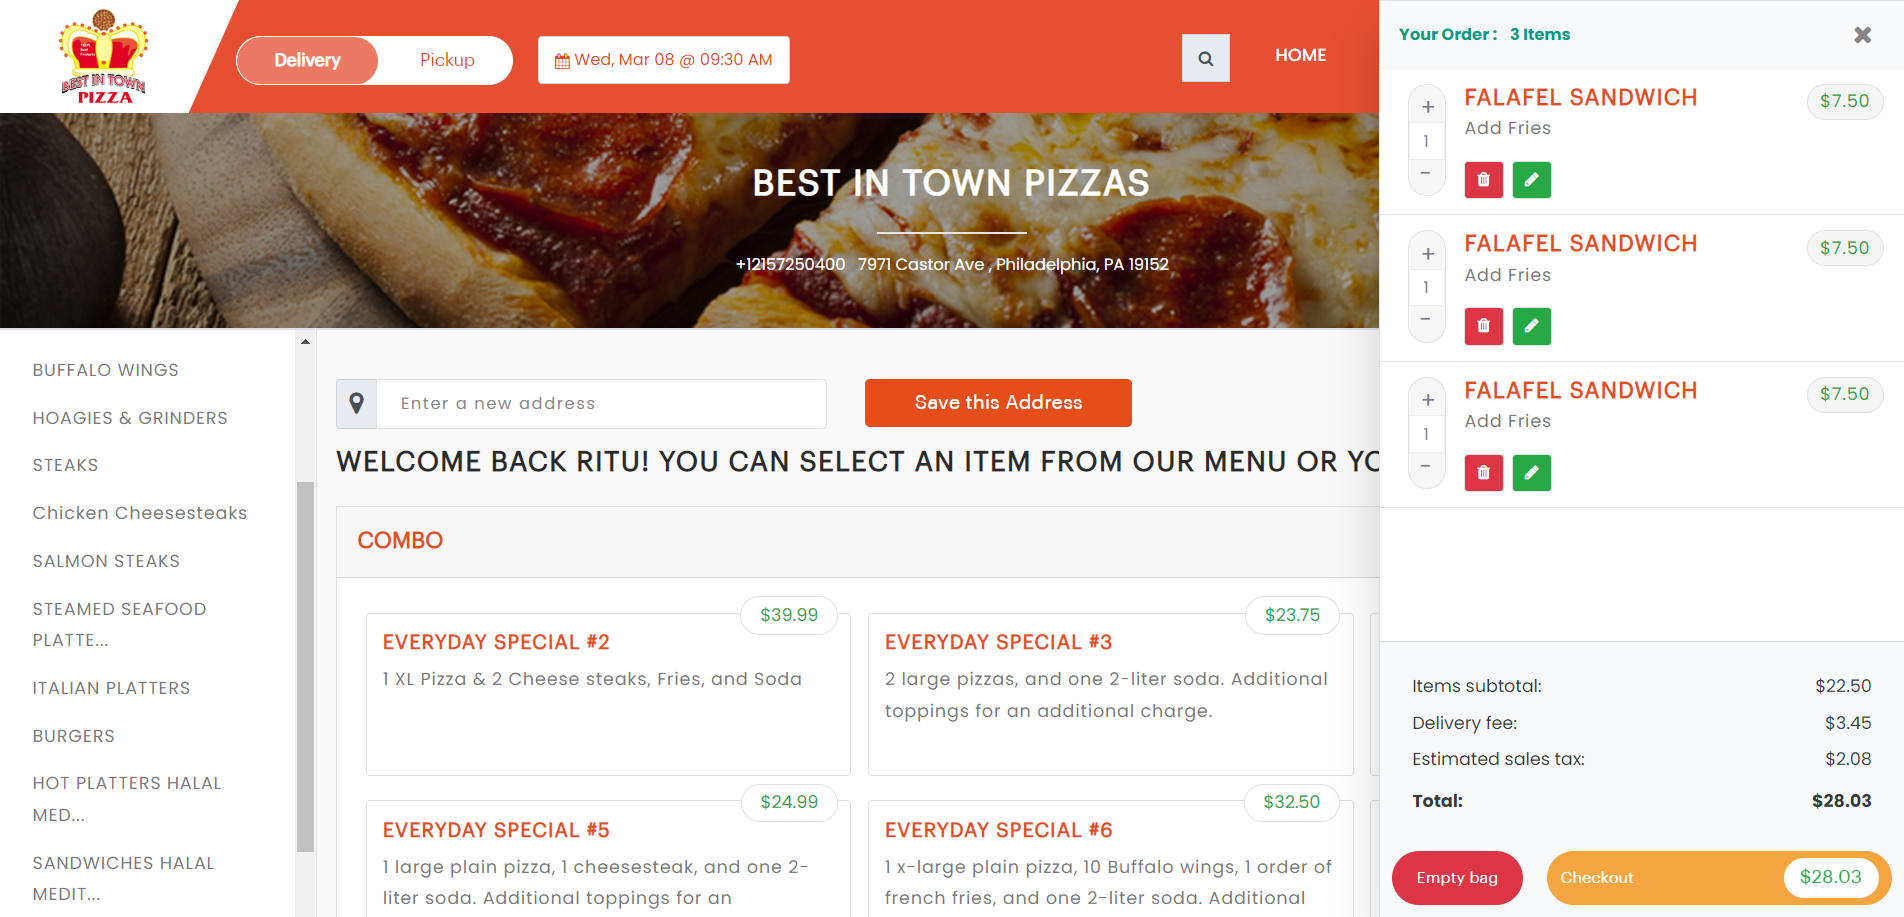 BEST IN TOWN
PIZZA
Delivery
Pickup
Wed, Mar 08 @ 09:30 AM
HOME
BEST IN TOWN PIZZAS
+12157250400 7971 Castor Ave , Philadelphia, PA 19152
BUFFALO WINGS
HOAGIES & GRINDERS
STEAKS
Chicken Cheesesteaks
SALMON STEAKS
STEAMED SEAFOOD
PLATTE...
ITALIAN PLATTERS
BURGERS
HOT PLATTERS HALAL
MED...
SANDWICHES HALAL
MEDIT...
Enter a new address
Save this Address
WELCOME BACK RITU! YOU CAN SELECT AN ITEM FROM OUR MENU OR YO
COMBO
$39.99
EVERYDAY SPECIAL #2
1 XL Pizza & 2 Cheese steaks, Fries, and Soda
$23.75
EVERYDAY SPECIAL #3
2 large pizzas, and one 2-liter soda. Additional
toppings for an additional charge.
$24.99
EVERYDAY SPECIAL #5
1 large plain pizza, 1 cheesesteak, and one 2-
liter soda. Additional toppings for an
$32.50
EVERYDAY SPECIAL #6
1 x-large plain pizza, 10 Buffalo wings, 1 order of
french fries, and one 2-liter soda. Additional
Your Order : 3 Items
+
1
-
FALAFEL SANDWICH
$7.50
Add Fries
+
1
-
FALAFEL SANDWICH
$7.50
Add Fries
+
1
-
FALAFEL SANDWICH
$7.50
Add Fries
Items subtotal: $22.50
Delivery fee: $3.45
Estimated sales tax: $2.08
Total: $28.03
Empty bag
Checkout $28.03